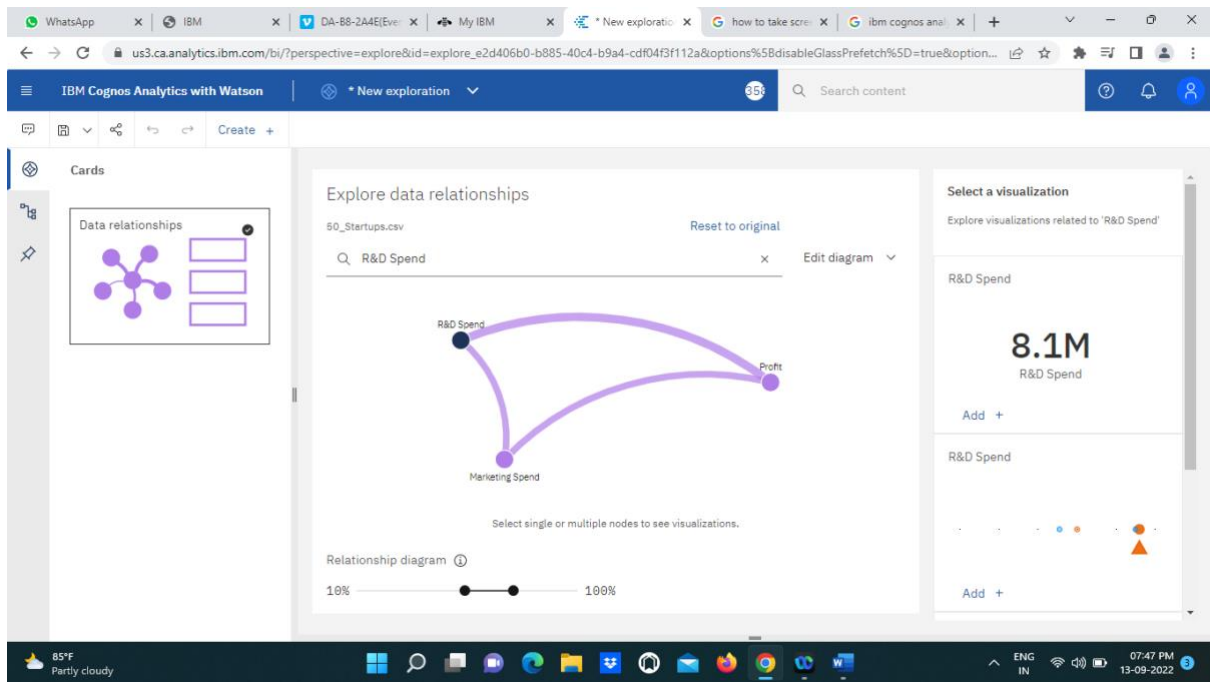 WhatsApp
IBM
DA-B8-2A4E(Ever
My IBM
* New exploratio
how to take scree
ibm cognos anal
us3.ca.analytics.ibm.com/bi/?perspective=explore&id=explore_e2d406b0-b885-40c4-b9a4-cdf04f3f112a&options%5BdisableGlassPrefetch%5D=true&option...
IBM Cognos Analytics with Watson
* New exploration
Search content
Create +
Cards
Data relationships
Explore data relationships
50_Startups.csv
Reset to original
R&D Spend
Edit diagram
R&D Spend
Profit
Marketing Spend
Select single or multiple nodes to see visualizations.
Relationship diagram
10%
100%
Select a visualization
Explore visualizations related to 'R&D Spend'
R&D Spend
8.1M
R&D Spend
Add +
R&D Spend
Add +
85°F
Partly cloudy
ENG
IN
07:47 PM
13-09-2022
3